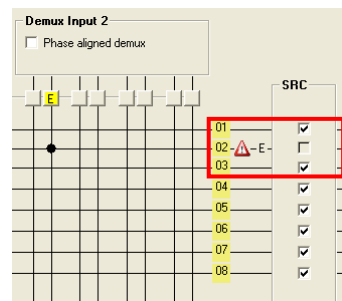 Demux Input 2
Phase aligned demux
SRC
E
01
02 E
03
04
05
06
07
08